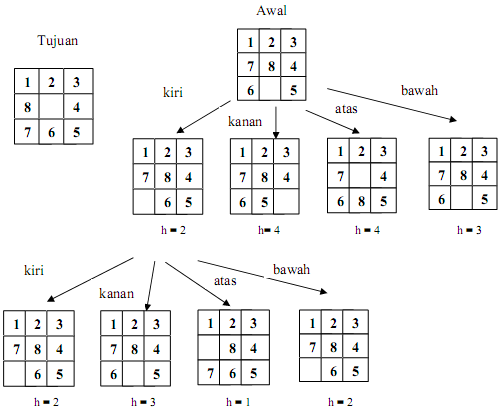 Awal
Tujuan
1 2 3
7 8 4
6 5
1 2 3
8 4
7 6 5
kiri
kanan
atas
bawah
1 2 3
7 8 4
6 5
1 2 3
7 8 4
6 5
1 2 3
7 4
6 8 5
1 2 3
7 8 4
6 5
h = 2
h= 4
h = 4
h = 3
kiri
kanan
atas
bawah
1 2 3
7 8 4
6 5
1 2 3
7 8 4
6 5
1 2 3
8 4
7 6 5
1 2 3
7 8 4
6 5
h = 2
h = 3
h = 1
h = 2